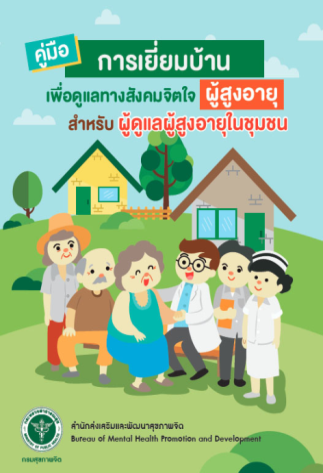 คู่มือ
การเยี่ยมบ้าน
เพื่อดูแลทางสังคมจิตใจ ผู้สูงอายุ
สำหรับ ผู้ดูแลผู้สูงอายุในชุมชน
สำนักส่งเสริมและพัฒนาสุขภาพจิต
Bureau of Mental Health Promotion and Development
กรมสุขภาพจิต